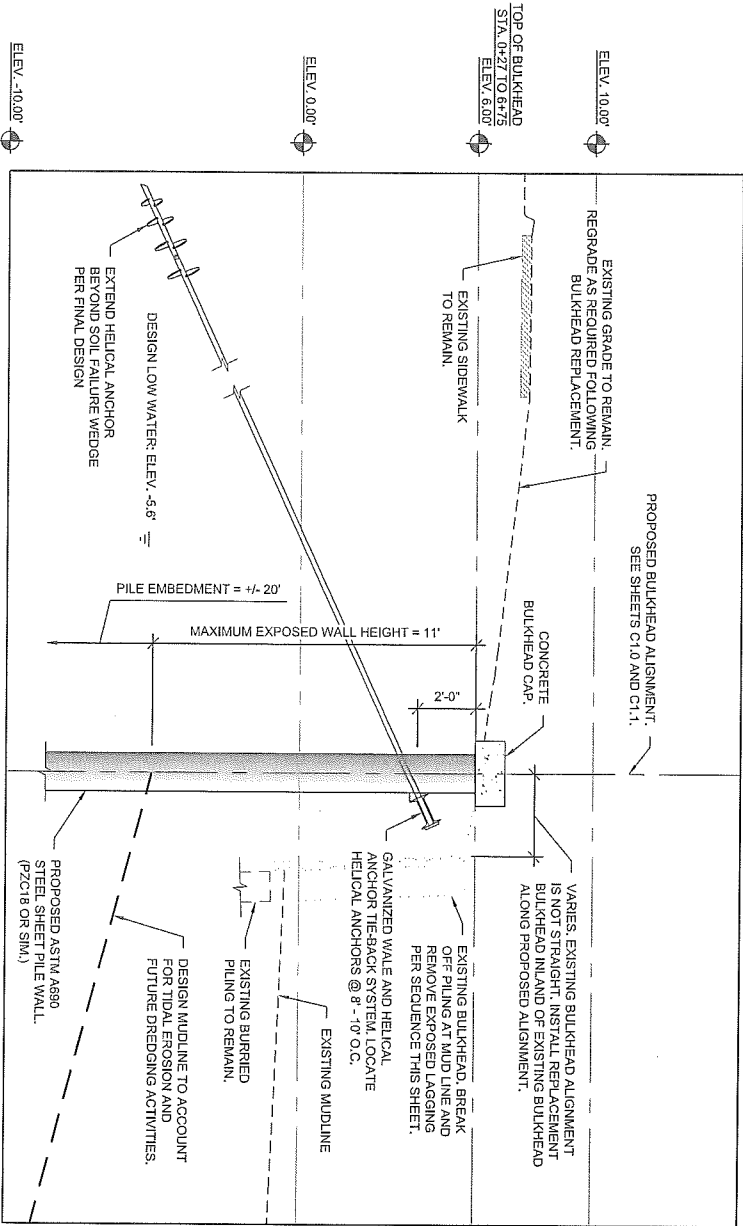 ELEV. 10.00'
TOP OF BULKHEAD
STA. 0+27 TO 6+75
ELEV. 6.00'
ELEV. 0.00'
ELEV. -10.00'
PROPOSED BULKHEAD ALIGNMENT.
SEE SHEETS C1.0 AND C1.1.
EXISTING GRADE TO REMAIN.
REGRADE AS REQUIRED FOLLOWING
BULKHEAD REPLACEMENT.
EXISTING SIDEWALK
TO REMAIN.
CONCRETE
BULKHEAD CAP.
VARIES. EXISTING BULKHEAD ALIGNMENT
IS NOT STRAIGHT. INSTALL REPLACEMENT
BULKHEAD INLAND OF EXISTING BULKHEAD
ALONG PROPOSED ALIGNMENT.
2'-0"
MAXIMUM EXPOSED WALL HEIGHT = 11'
PILE EMBEDMENT = +/- 20'
EXISTING BULKHEAD. BREAK
OFF PILING AT MUD LINE AND
REMOVE EXPOSED LAGGING
PER SEQUENCE THIS SHEET.
GALVANIZED WALE AND HELICAL
ANCHOR TIE-BACK SYSTEM. LOCATE
HELICAL ANCHORS @ 8' - 10' O.C.
EXISTING MUDLINE
EXISTING BURRIED
PILING TO REMAIN.
DESIGN LOW WATER: ELEV. -5.6'
EXTEND HELICAL ANCHOR
BEYOND SOIL FAILURE WEDGE
PER FINAL DESIGN
DESIGN MUDLINE TO ACCOUNT
FOR TIDAL EROSION AND
FUTURE DREDGING ACTIVITIES.
PROPOSED ASTM A690
STEEL SHEET PILE WALL.
(PZC18 OR SIM.)